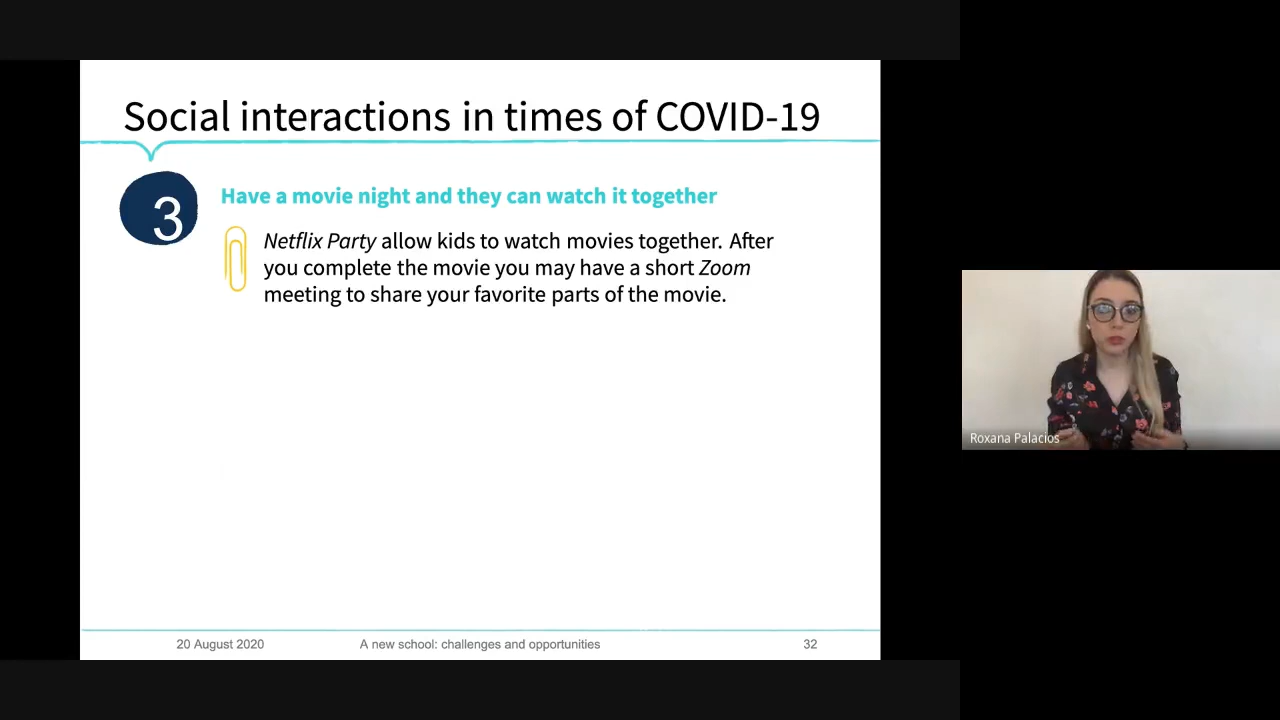 Social interactions in times of COVID-19
3
Have a movie night and they can watch it together
Netflix Party allow kids to watch movies together. After
you complete the movie you may have a short Zoom
meeting to share your favorite parts of the movie.
20 August 2020
A new school: challenges and opportunities
32
Roxana Palacios